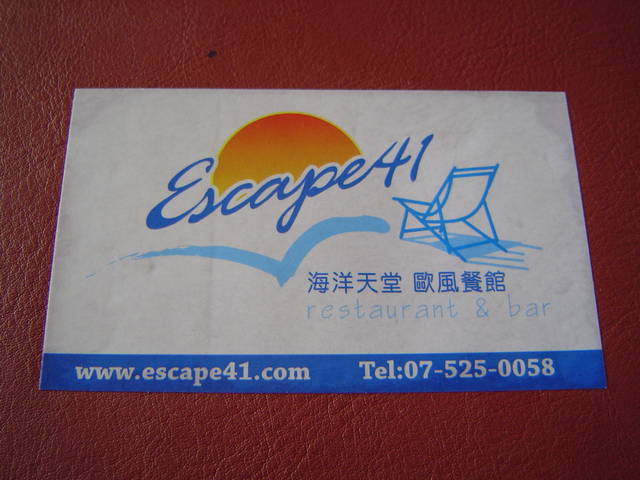 Escape41
海洋天堂 歐風餐館
restaurant & bar
www.escape41.com Tel:07-525-0058